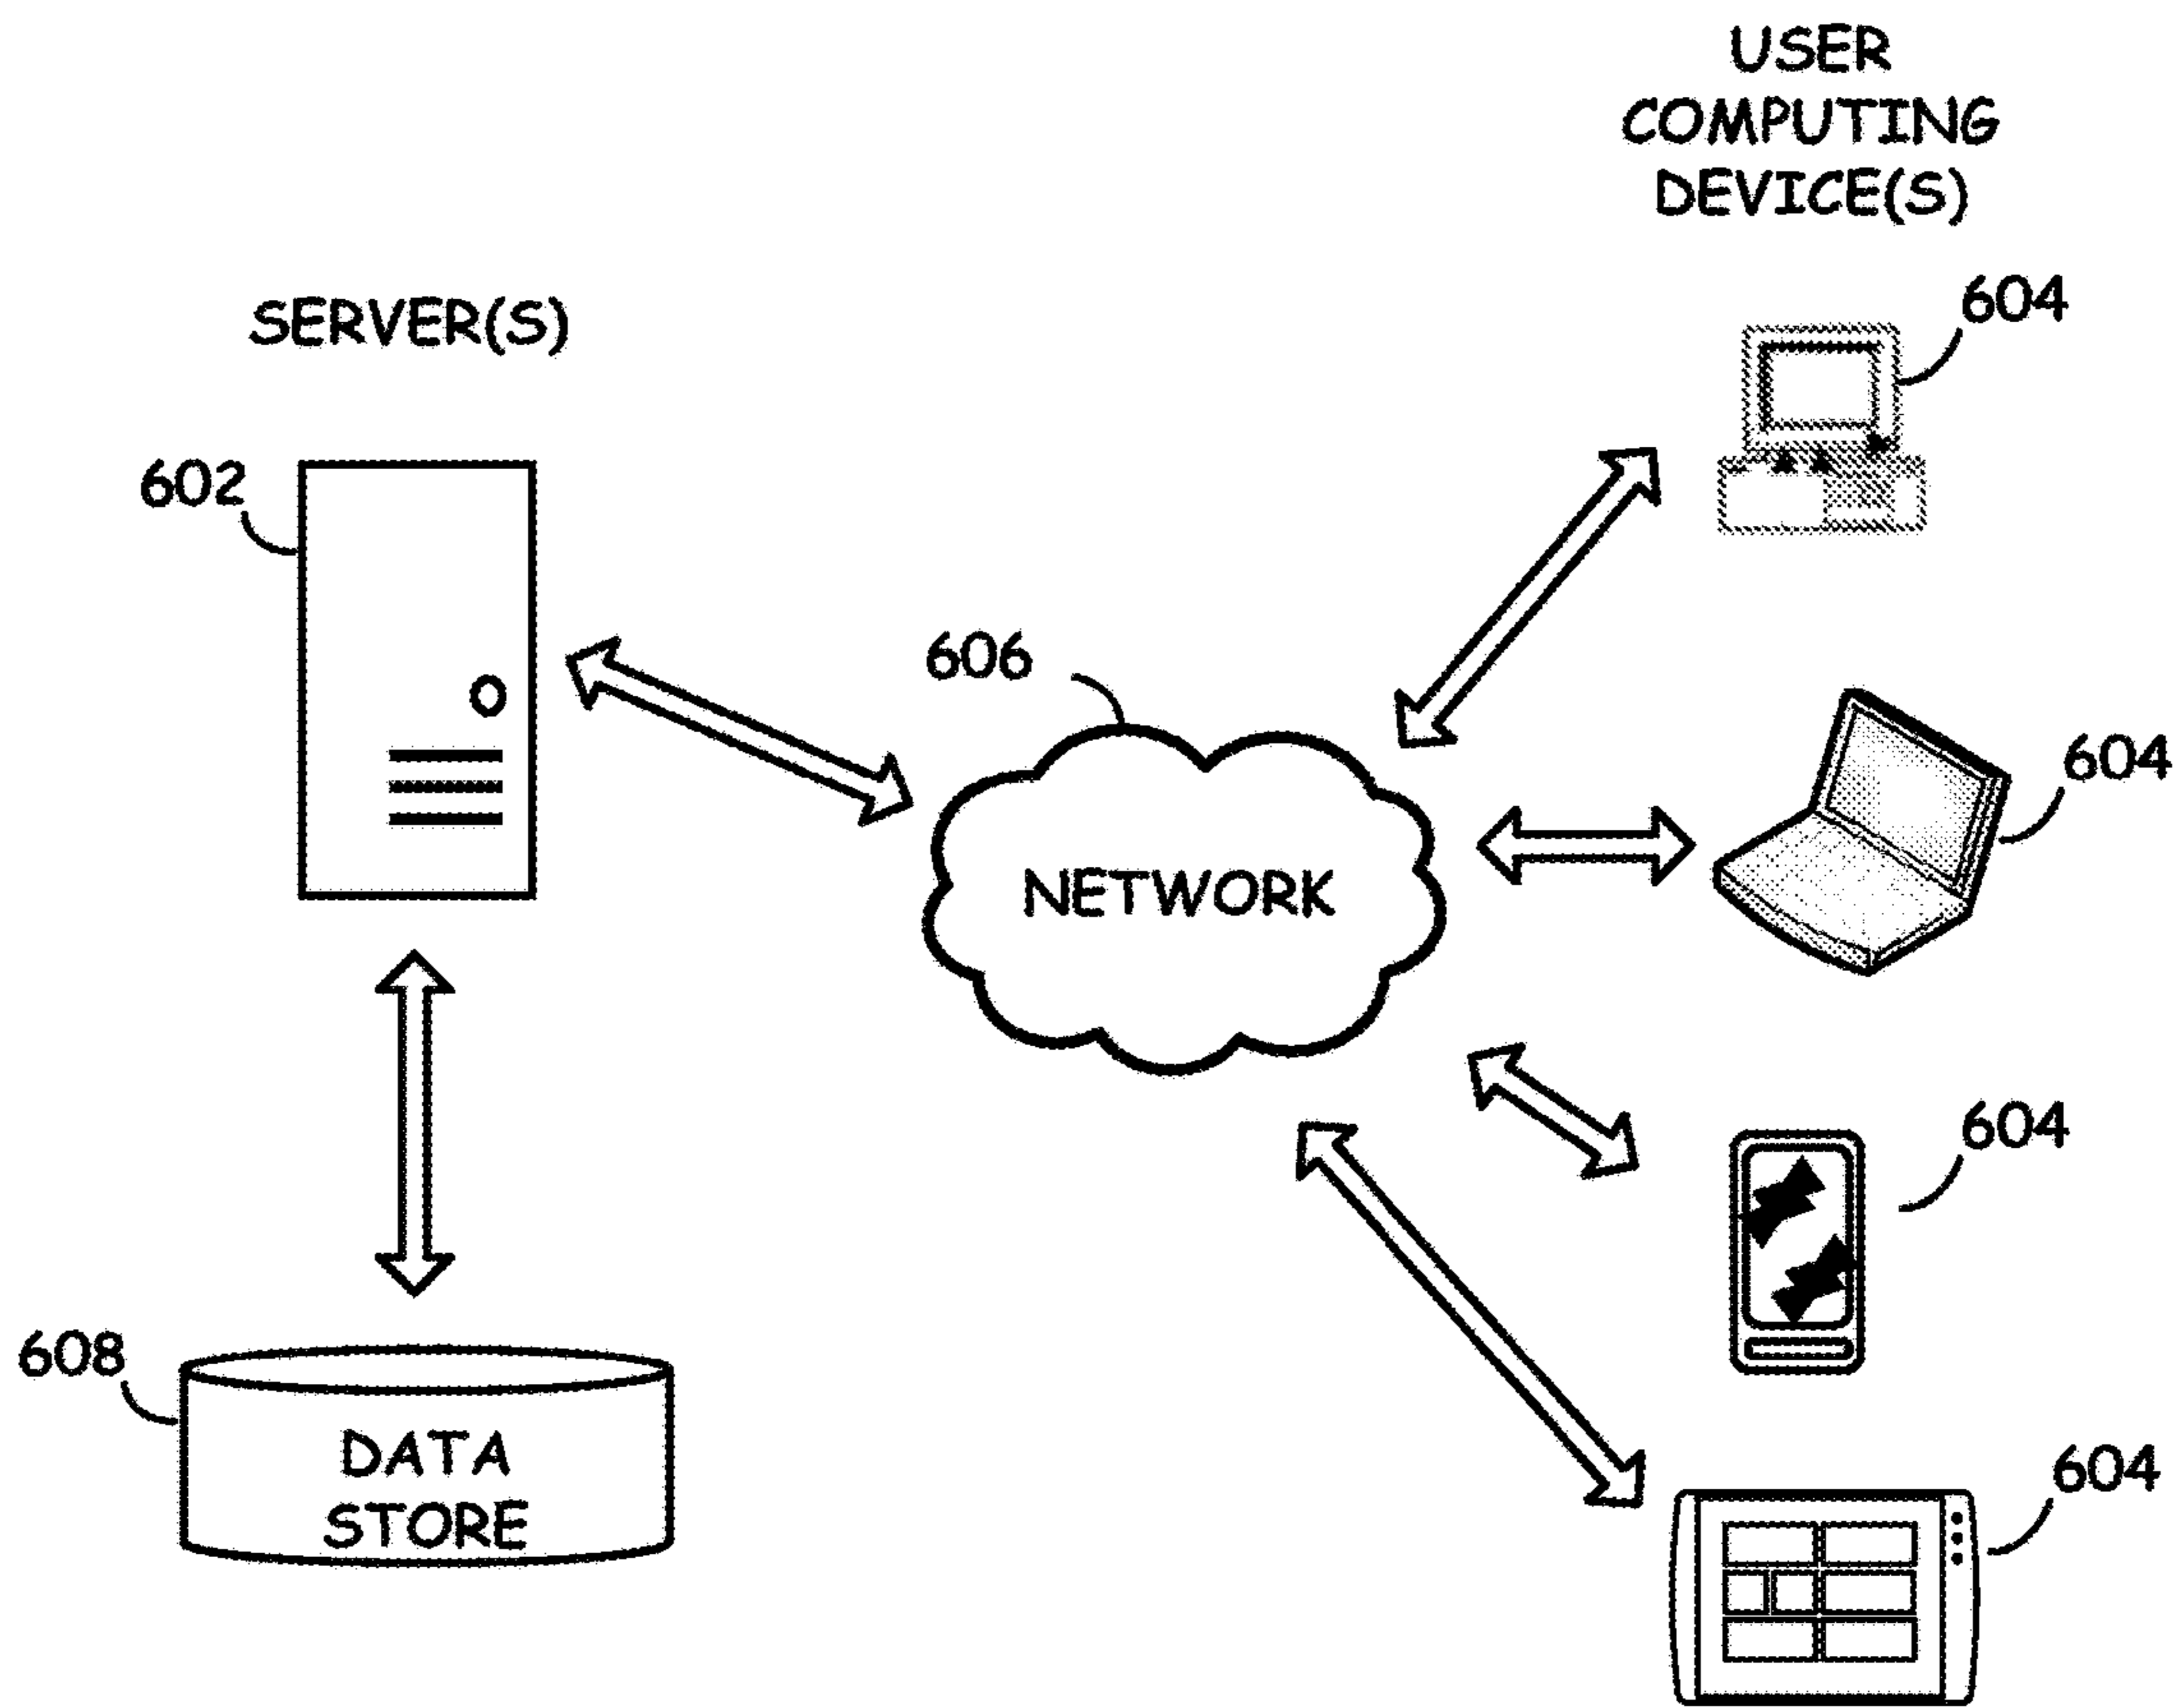 USER
COMPUTING
DEVICE(S)
604
SERVER(S)
602
606
604
NETWORK
604
608
DATA
STORE
604